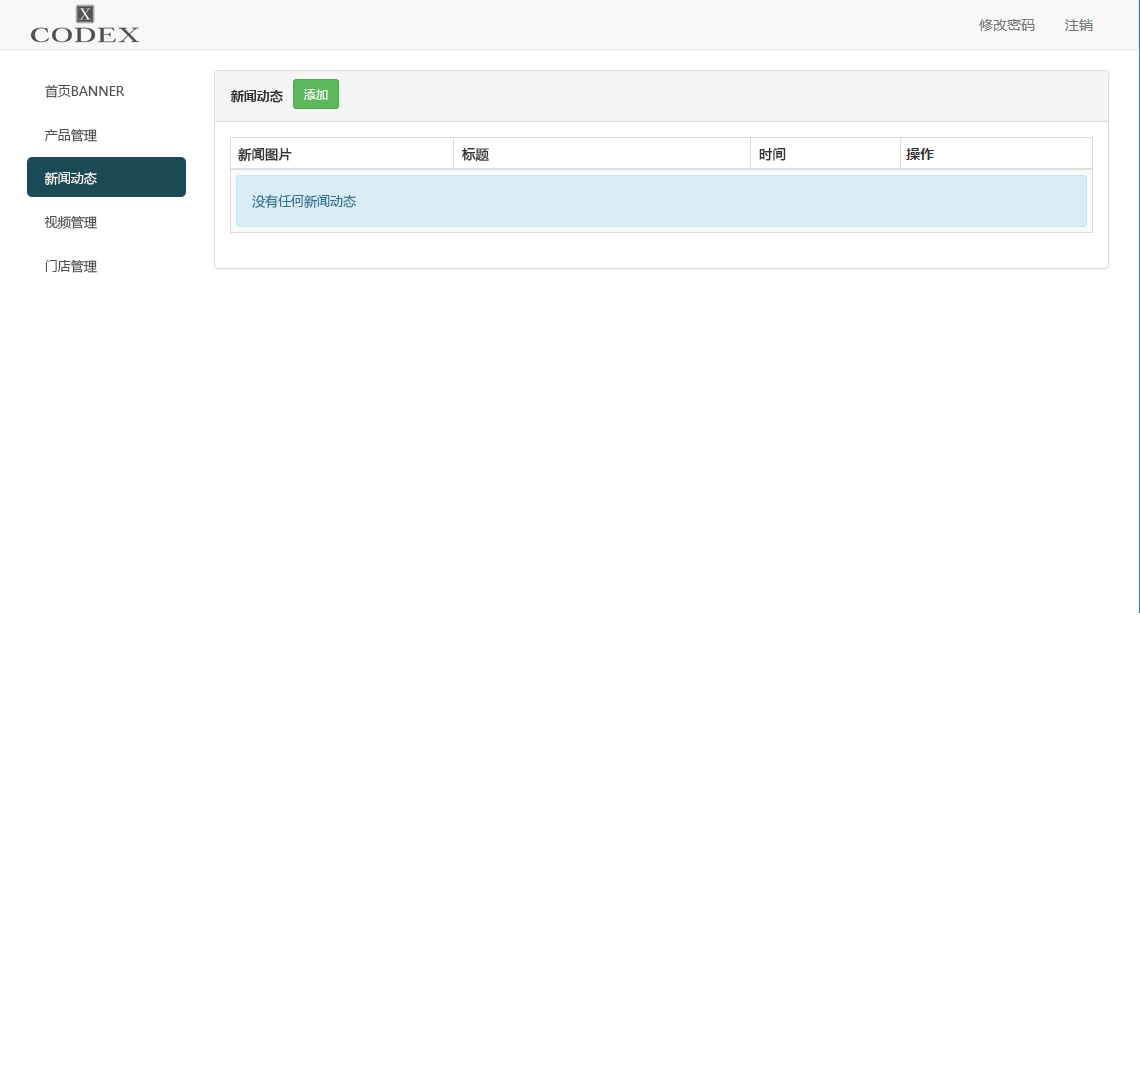 X
CODEX
修改密码 注销
首页BANNER
产品管理
新闻动态
视频管理
门店管理
新闻动态 添加
新闻图片 标题 时间 操作
没有任何新闻动态